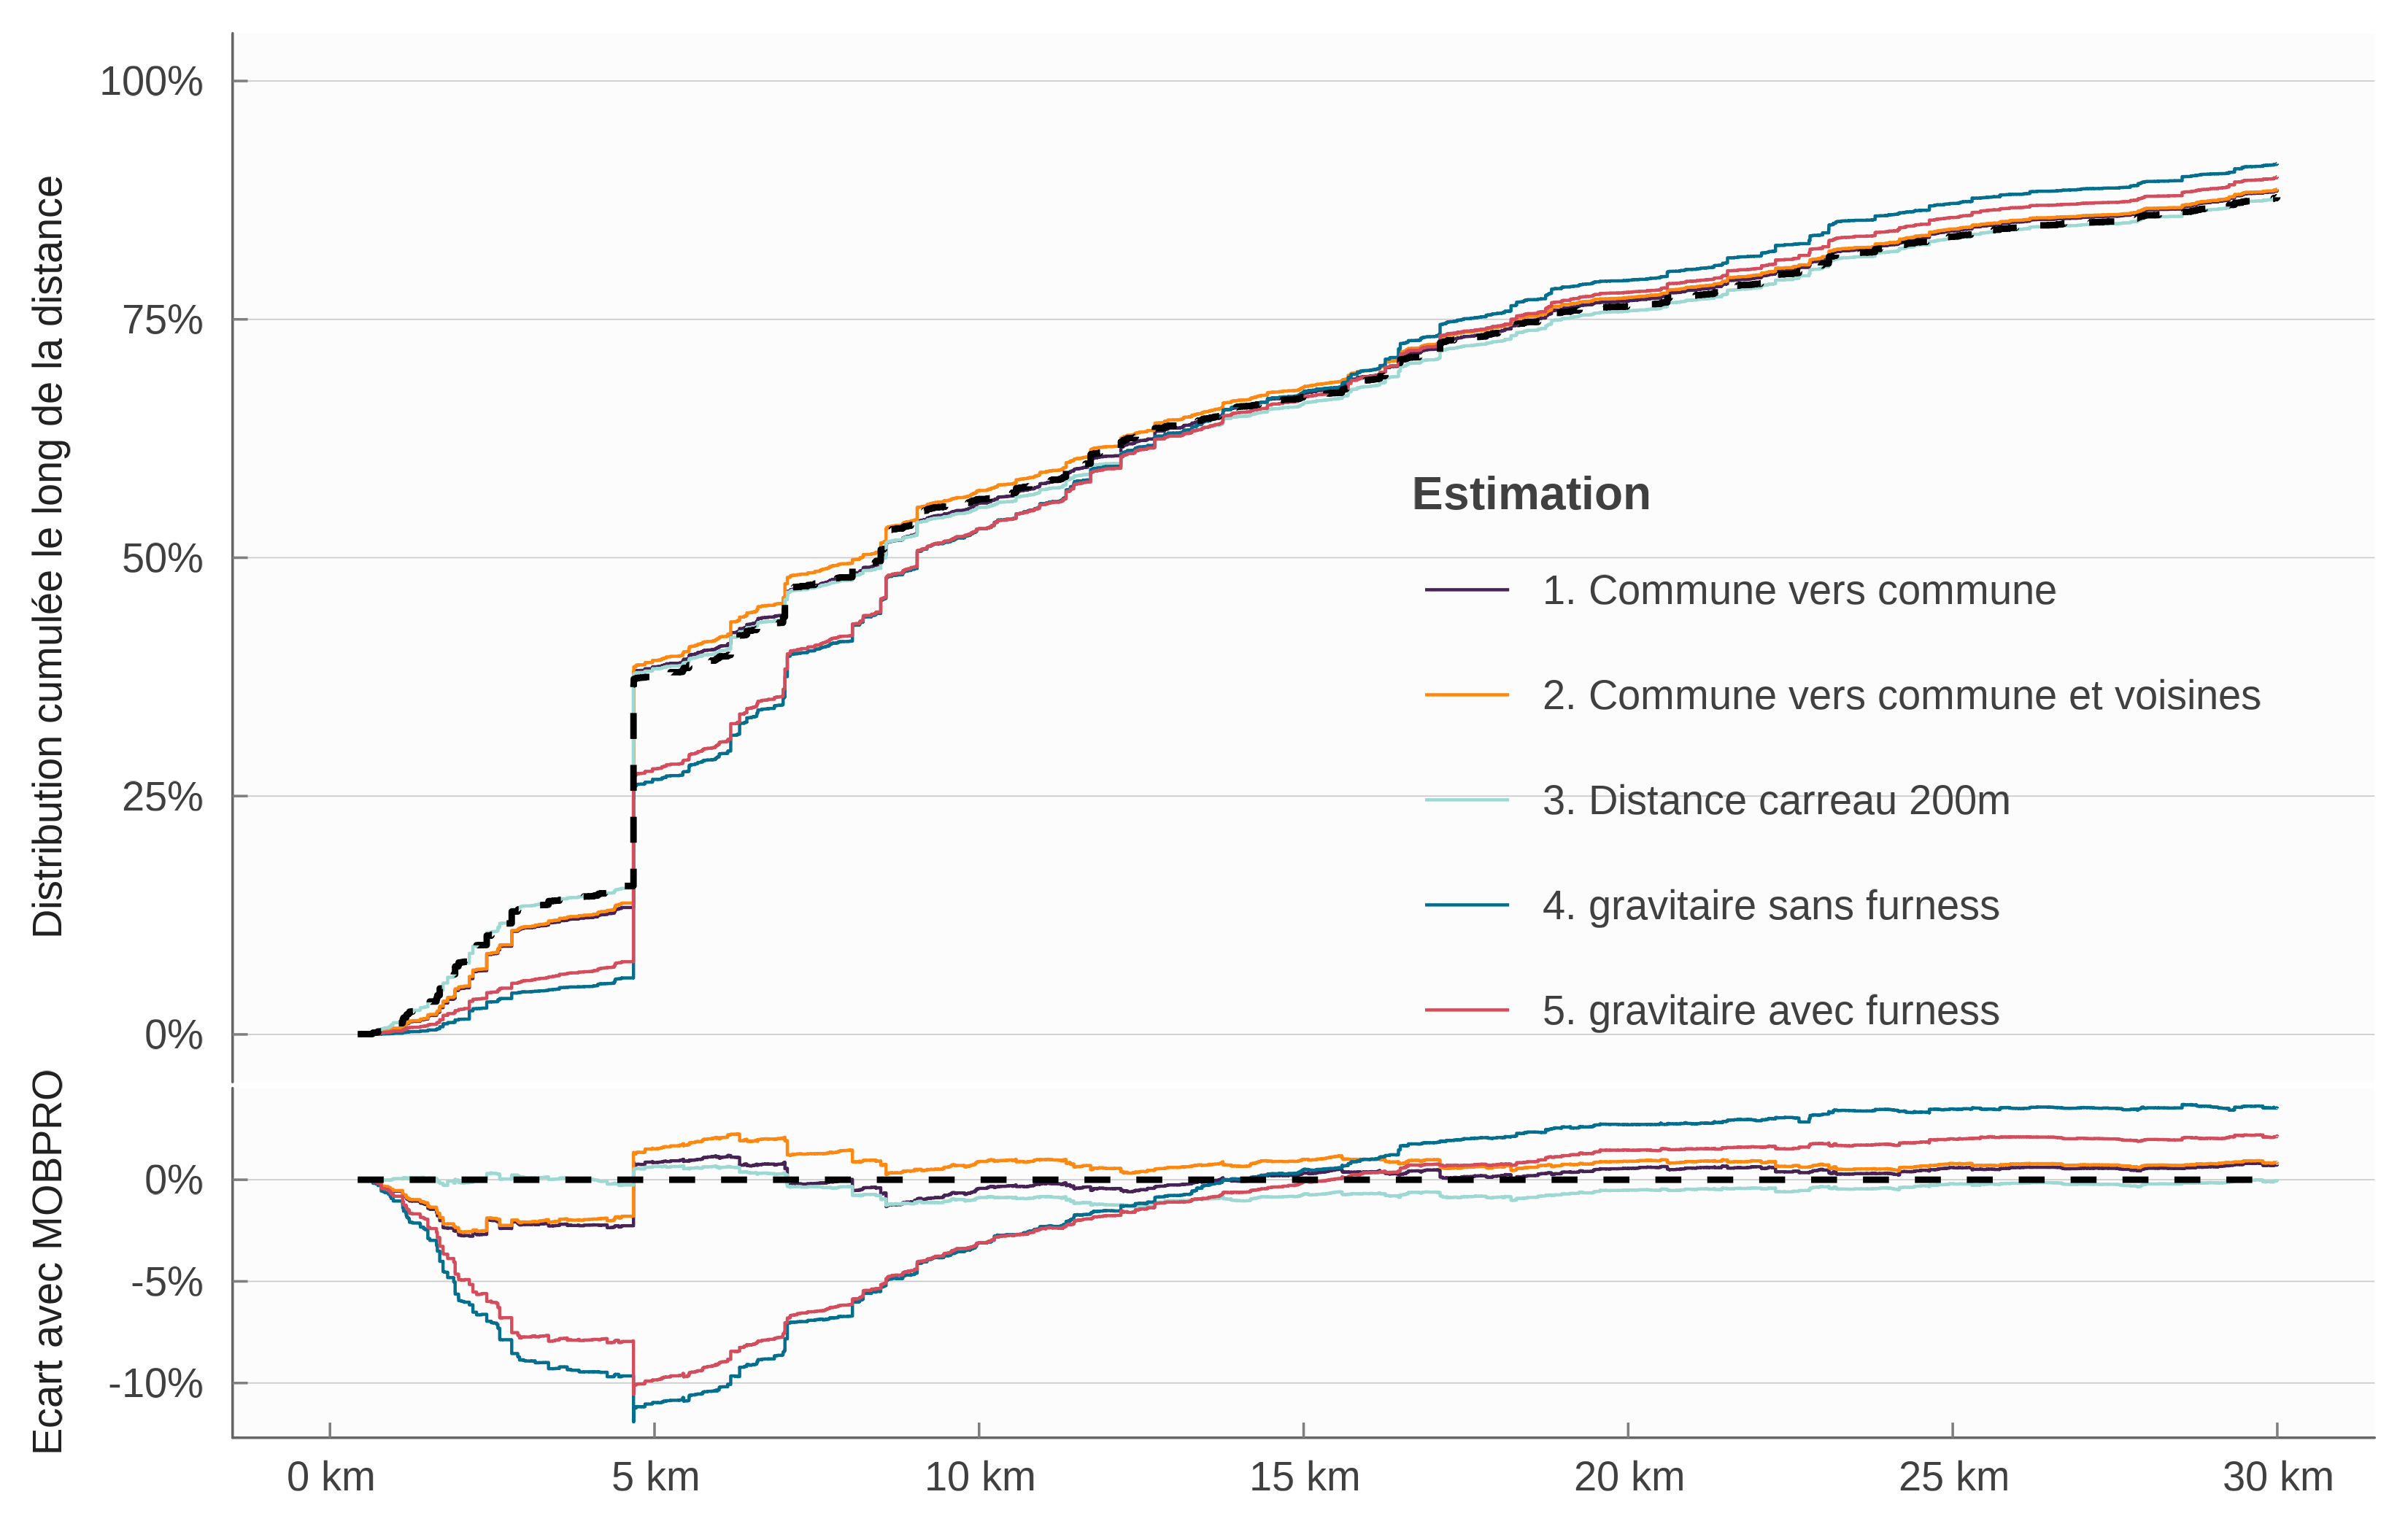 Distribution cumulée le long de la distance
100%
75%
50%
25%
0%
Estimation
1. Commune vers commune
2. Commune vers commune et voisines
3. Distance carreau 200m
4. gravitaire sans furness
5. gravitaire avec furness
Ecart avec MOBPRO
0%
-5%
-10%
0 km
5 km
10 km
15 km
20 km
25 km
30 km